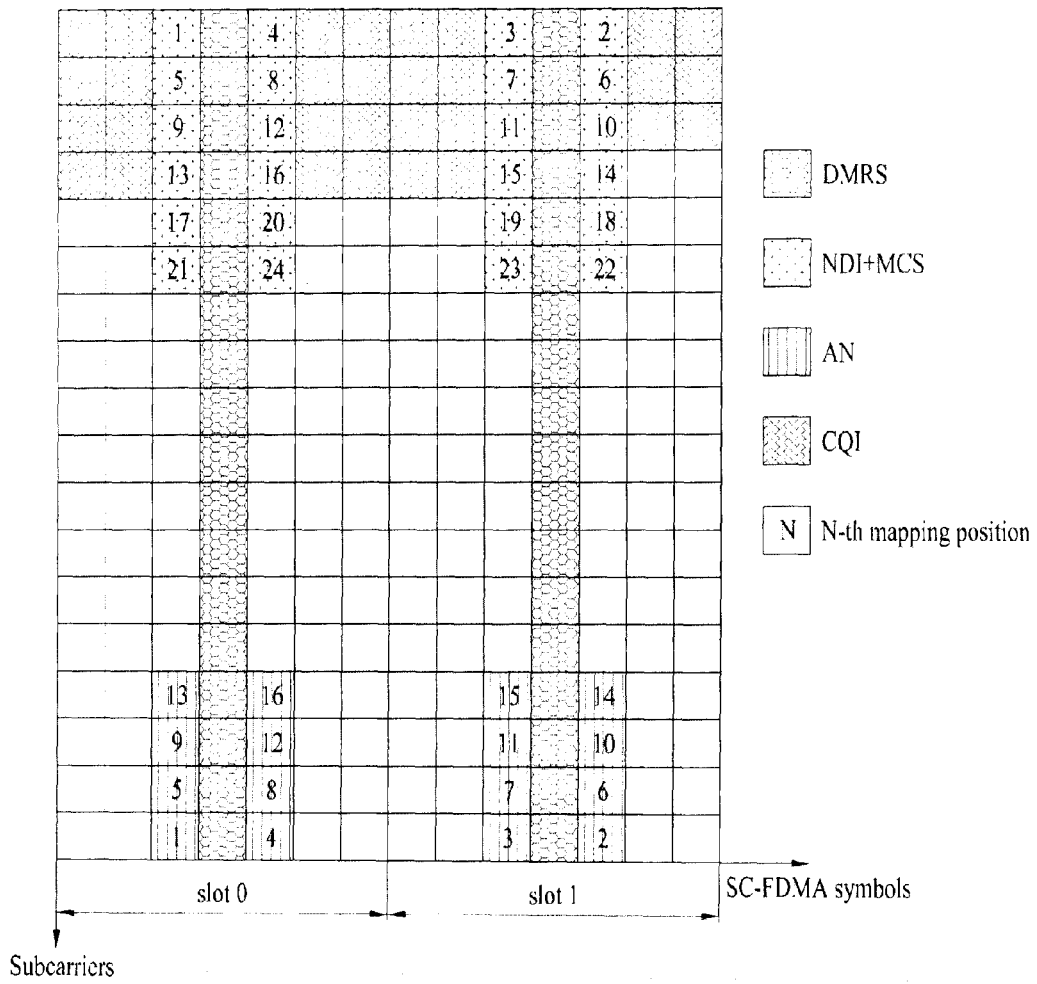 1 4 3 2
5 8 7 6
9 12 11 10
13 16 15 14
17 20 19 18
21 24 23 22
13 16 15 14
9 12 11 10
5 8 7 6
1 4 3 2
DMRS
NDI+MCS
AN
CQI
N N-th mapping position
slot 0 slot 1
SC-FDMA symbols
Subcarriers